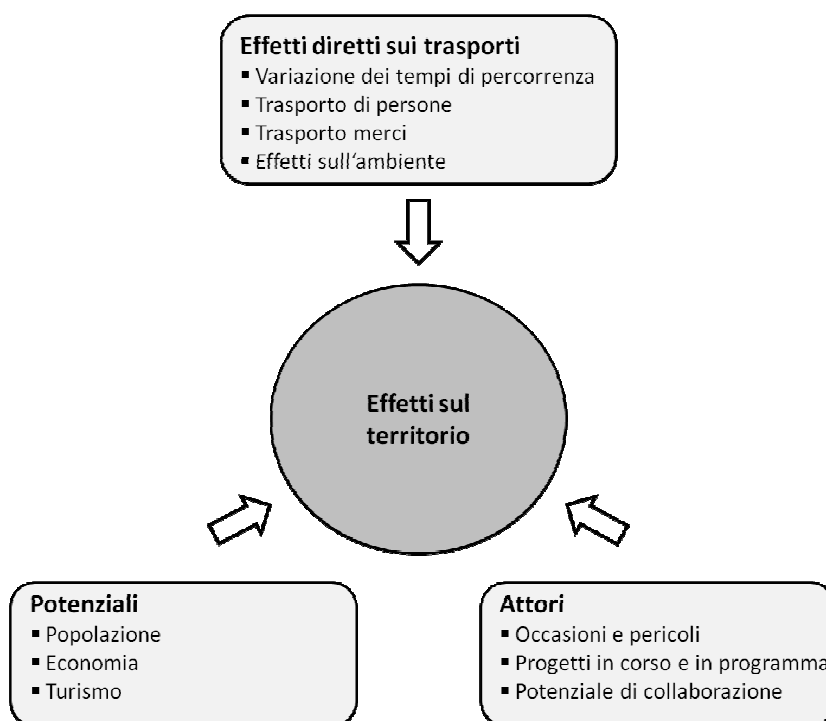 Effetti diretti sui trasporti
▪ Variazione dei tempi di percorrenza
▪ Trasporto di persone
▪ Trasporto merci
▪ Effetti sull‘ambiente
Effetti sul
territorio
Potenziali
▪ Popolazione
▪ Economia
▪ Turismo
Attori
▪ Occasioni e pericoli
▪ Progetti in corso e in programma
▪ Potenziale di collaborazione